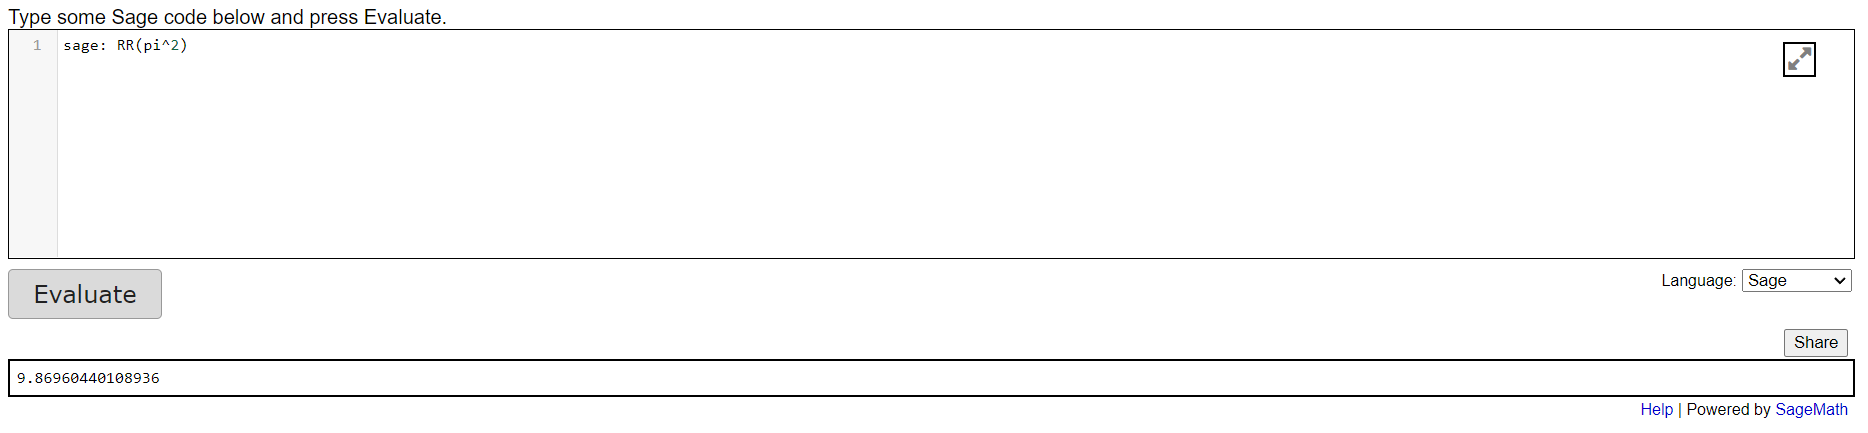 Type some Sage code below and press Evaluate.
1 sage: RR(pi^2)
Evaluate
Language: Sage
Share
9.86960440108936
Help | Powered by SageMath